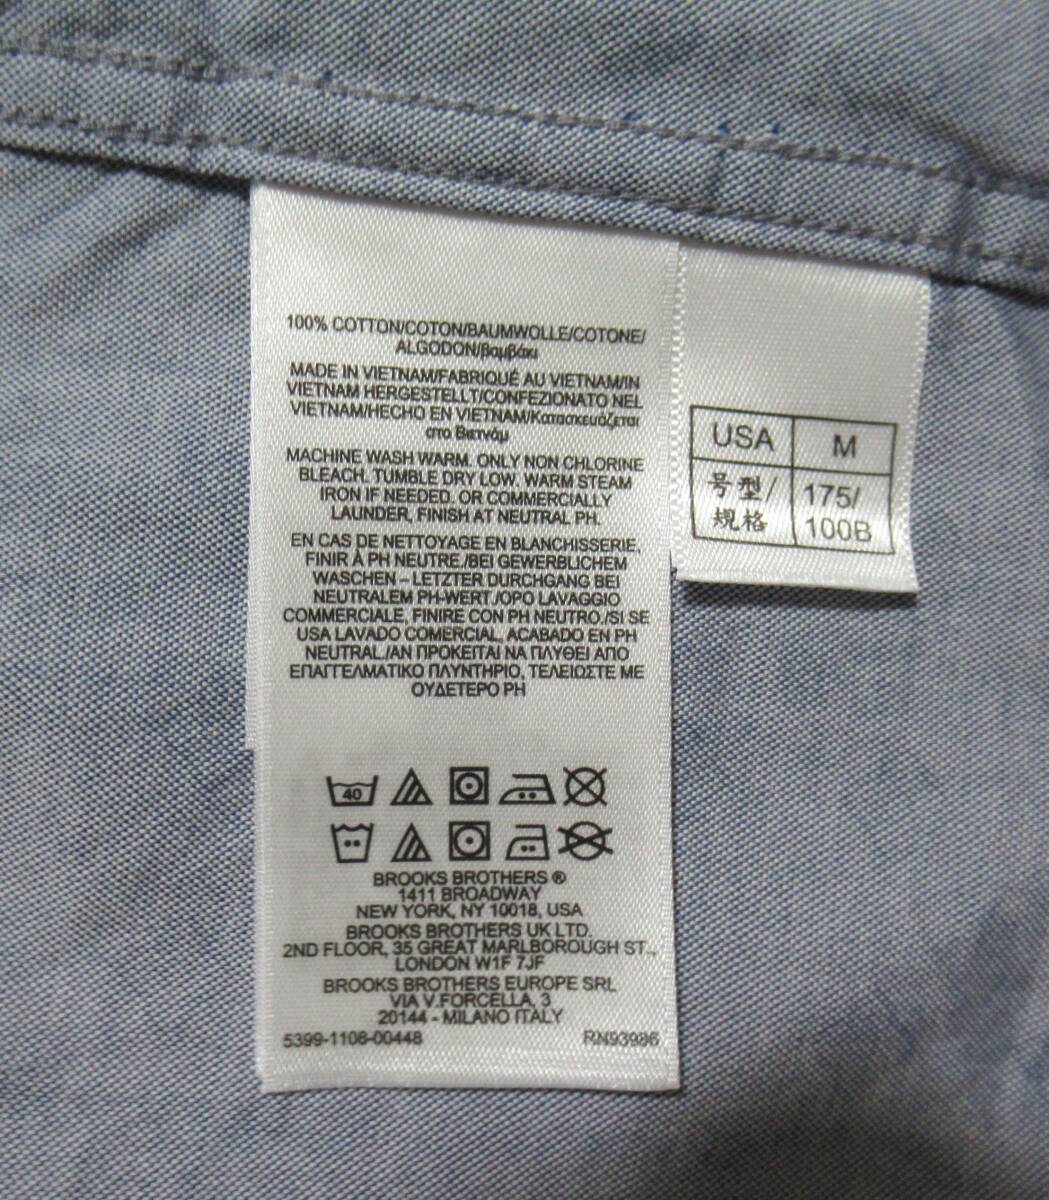 100% COTTON/COTON/BAUMWOLLE/COTONE/
ALGODON/βαμβάκι
MADE IN VIETNAM/FABRIQUÉ AU VIETNAM/IN
VIETNAM HERGESTELLT/CONFEZIONATO NEL
VIETNAM/HECHO EN VIETNAM/Κατασκευάζεται
στο Βιετνάμ
MACHINE WASH WARM. ONLY NON CHLORINE
BLEACH. TUMBLE DRY LOW. WARM STEAM
IRON IF NEEDED. OR COMMERCIALLY
LAUNDER, FINISH AT NEUTRAL PH.
EN CAS DE NETTOYAGE EN BLANCHISSERIE,
FINIR À PH NEUTRE./BEI GEWERBLICHEM
WASCHEN – LETZTER DURCHGANG BEI
NEUTRALEM PH-WERT./OPO LAVAGGIO
COMMERCIALE, FINIRE CON PH NEUTRO./SI SE
USA LAVADO COMERCIAL, ACABADO EN PH
NEUTRAL./ΑΝ ΠΡΟΚΕΙΤΑΙ ΝΑ ΠΛΥΘΕΙ ΑΠΟ
ΕΠΑΓΓΕΛΜΑΤΙΚΟ ΠΛΥΝΤΗΡΙΟ, ΤΕΛΕΙΩΣΤΕ ΜΕ
ΟΥΔΕΤΕΡΟ PH
40
BROOKS BROTHERS ®
1411 BROADWAY
NEW YORK, NY 10018, USA
BROOKS BROTHERS UK LTD.
2ND FLOOR, 35 GREAT MARLBOROUGH ST.,
LONDON W1F 7JF
BROOKS BROTHERS EUROPE SRL
VIA V.FORCELLA, 3
20144 - MILANO ITALY
5399-1108-00448 RN93986
USA M
号型/ 175/
規格 100B